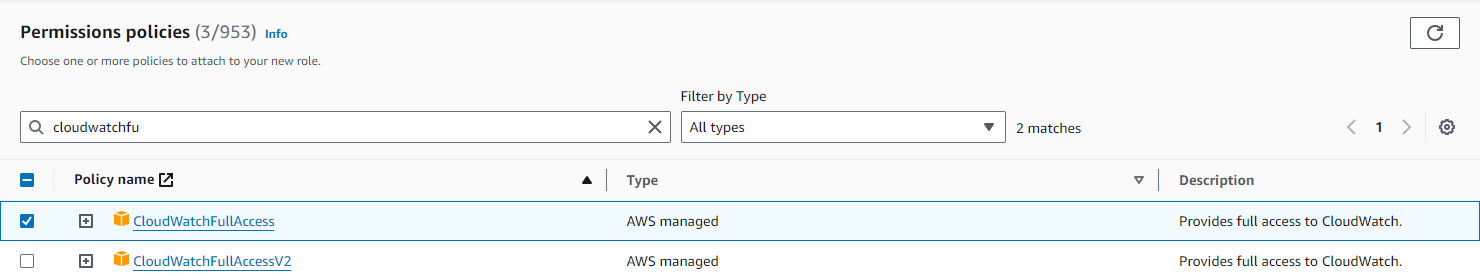 Permissions policies (3/953) Info
Choose one or more policies to attach to your new role.
Filter by Type
cloudwatchfu
All types
2 matches
1
Policy name
Type
Description
CloudWatchFullAccess
AWS managed
Provides full access to CloudWatch.
CloudWatchFullAccessV2
AWS managed
Provides full access to CloudWatch.